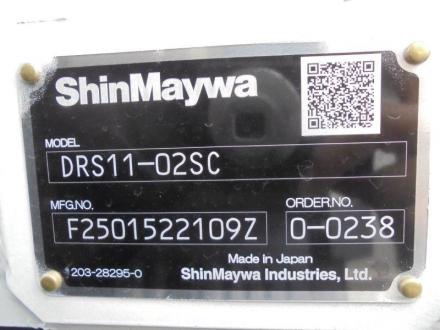 ShinMaywa
MODEL
DRS11-02SC
MFG.NO. ORDER.NO.
F2501522109Z 0-0238
Made in Japan
203-28295-0 ShinMaywa Industries, Ltd.